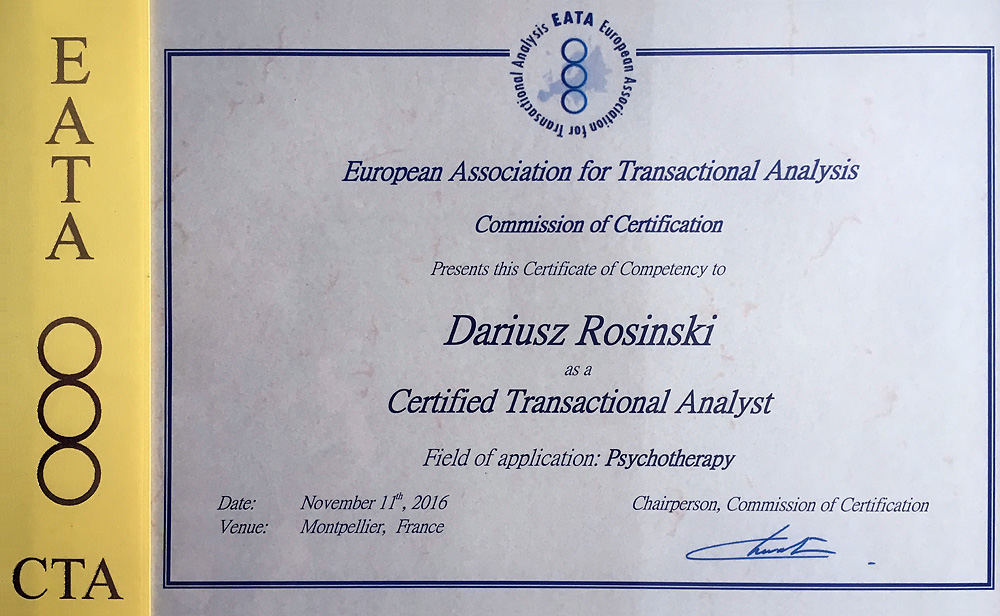 EATA
CTA
EATA European Association for Transactional Analysis
European Association for Transactional Analysis
Commission of Certification
Presents this Certificate of Competency to
Dariusz Rosinski
as a
Certified Transactional Analyst
Field of application: Psychotherapy
Date: November 11th, 2016
Venue: Montpellier, France
Chairperson, Commission of Certification